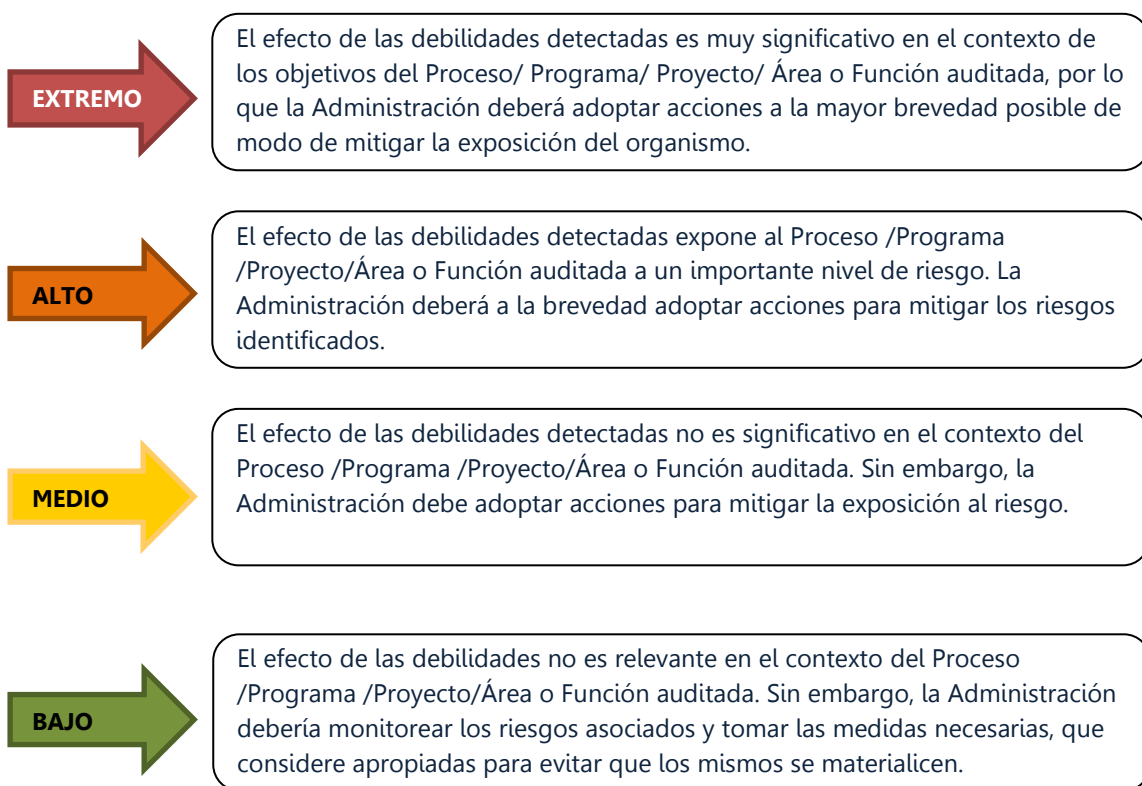 EXTREMO
El efecto de las debilidades detectadas es muy significativo en el contexto de
los objetivos del Proceso/ Programa/ Proyecto/ Área o Función auditada, por lo
que la Administración deberá adoptar acciones a la mayor brevedad posible de
modo de mitigar la exposición del organismo.
ALTO
El efecto de las debilidades detectadas expone al Proceso /Programa
/Proyecto/Área o Función auditada a un importante nivel de riesgo. La
Administración deberá a la brevedad adoptar acciones para mitigar los riesgos
identificados.
MEDIO
El efecto de las debilidades detectadas no es significativo en el contexto del
Proceso /Programa /Proyecto/Área o Función auditada. Sin embargo, la
Administración debe adoptar acciones para mitigar la exposición al riesgo.
BAJO
El efecto de las debilidades no es relevante en el contexto del Proceso
/Programa /Proyecto/Área o Función auditada. Sin embargo, la Administración
debería monitorear los riesgos asociados y tomar las medidas necesarias, que
considere apropiadas para evitar que los mismos se materialicen.